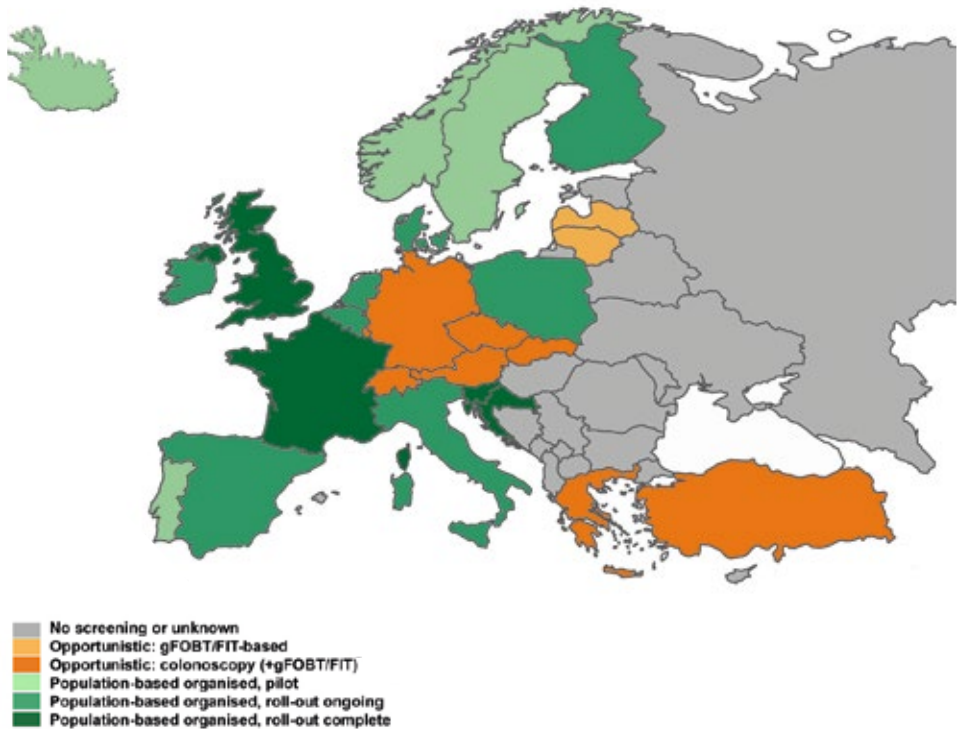 No screening or unknown
Opportunistic: gFOBT/FIT-based
Opportunistic: colonoscopy (+gFOBT/FIT)
Population-based organised, pilot
Population-based organised, roll-out ongoing
Population-based organised, roll-out complete